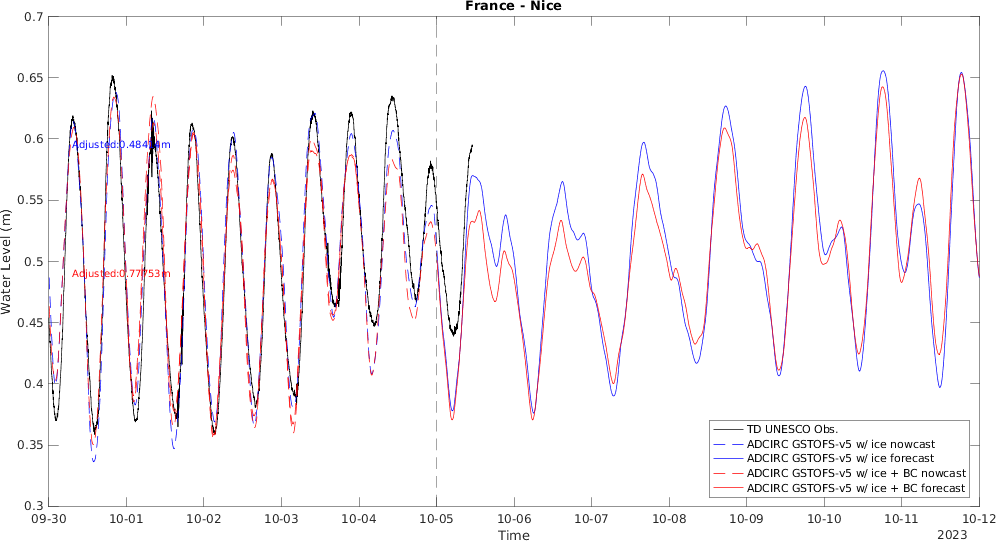 France - Nice
0.7
0.65
0.6
0.55
0.5
0.45
0.4
0.35
0.3
Water Level (m)
Adjusted:0.48474m
Adjusted:0.77753m
TD UNESCO Obs.
ADCIRC GSTOFS-v5 w/ ice nowcast
ADCIRC GSTOFS-v5 w/ ice forecast
ADCIRC GSTOFS-v5 w/ ice + BC nowcast
ADCIRC GSTOFS-v5 w/ ice + BC forecast
09-30 10-01 10-02 10-03 10-04 10-05 10-06 10-07 10-08 10-09 10-10 10-11 10-12
Time
2023